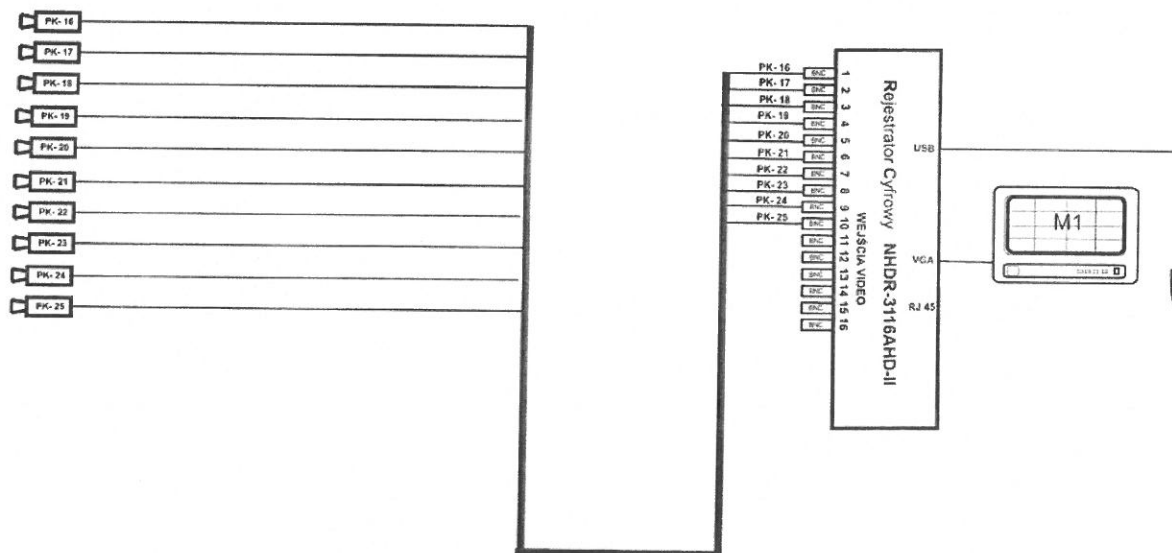 PK-16
PK-17
PK-18
PK-19
PK-20
PK-21
PK-22
PK-23
PK-24
PK-25
PK-16 BNC 1
PK-17 BNC 2
PK-18 BNC 3
PK-19 BNC 4
PK-20 BNC 5
PK-21 BNC 6
PK-22 BNC 7
PK-23 BNC 8
PK-24 BNC 9
PK-25 BNC 10
BNC 11
BNC 12
BNC 13
BNC 14
BNC 15
BNC 16
WEJŚCIA VIDEO
Rejestrator Cyfrowy NHDR-3116AHD-II
USB
VGA
RJ 45
M1